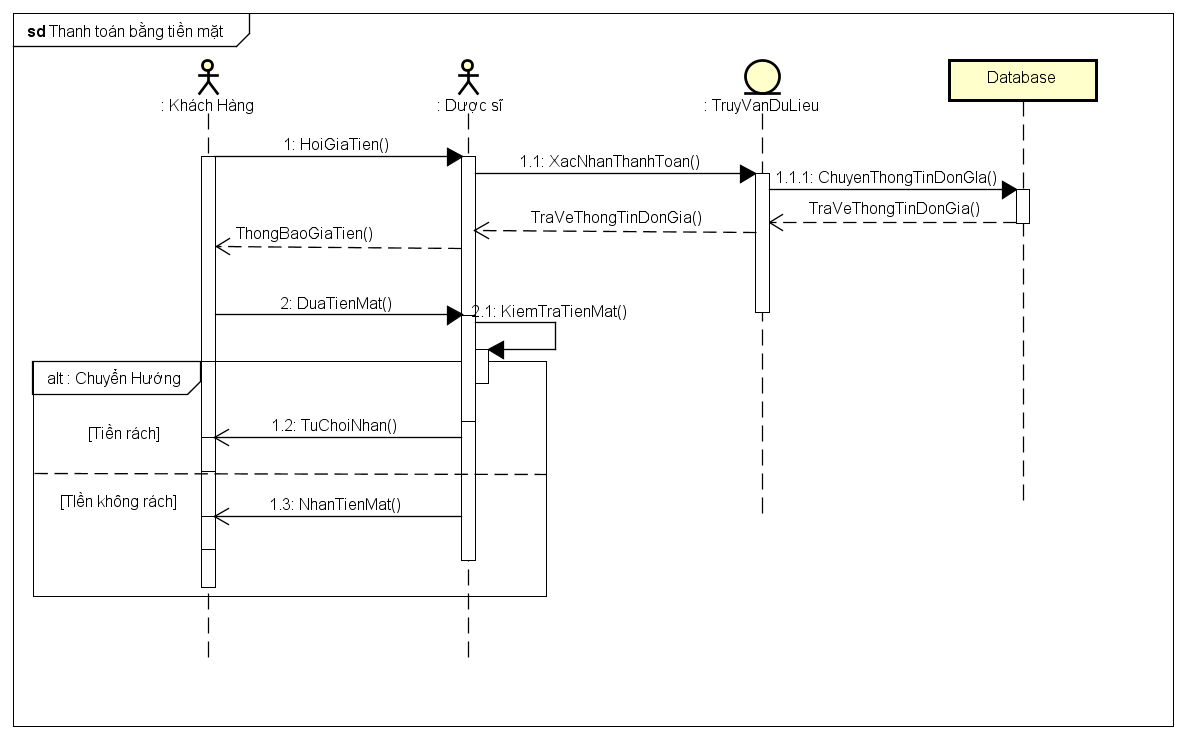 sd Thanh toán bằng tiền mặt
: Khách Hàng
: Dược sĩ
: TruyVanDuLieu
Database
1: HoiGiaTien()
1.1: XacNhanThanhToan()
1.1.1: ChuyenThongTinDonGIa()
TraVeThongTinDonGia()
TraVeThongTinDonGia()
ThongBaoGiaTien()
2: DuaTienMat()
2.1: KiemTraTienMat()
alt : Chuyển Hướng
[Tiền rách]
1.2: TuChoiNhan()
[TIền không rách]
1.3: NhanTienMat()